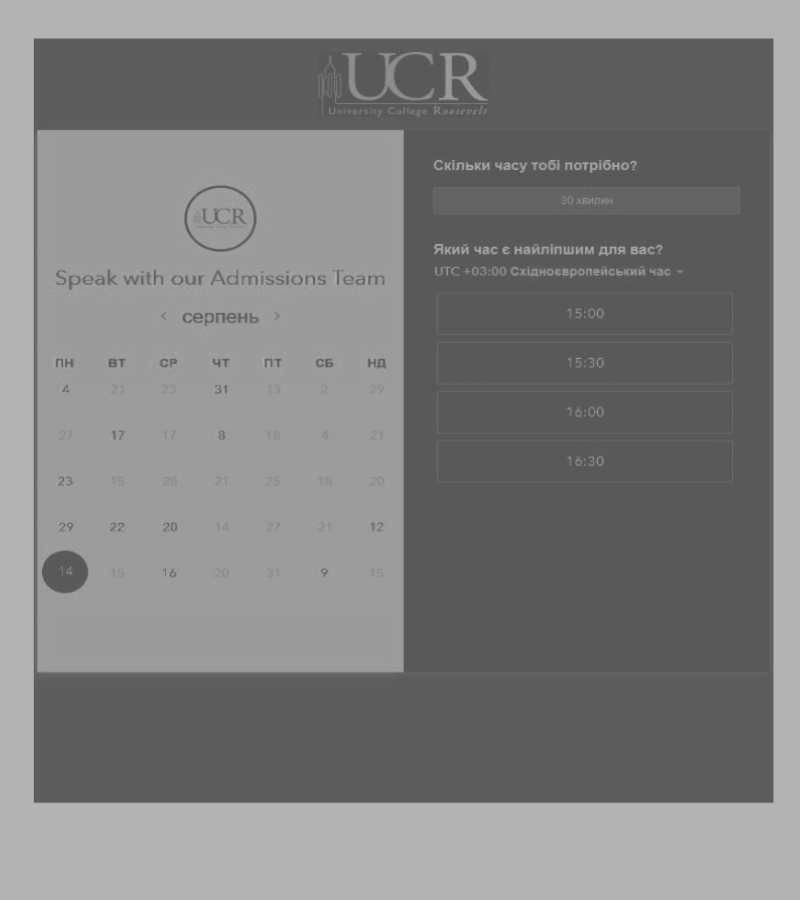 UCR
University College Roosevelt
UCR
Speak with our Admissions Team
< серпень >
ПН ВТ СР ЧТ ПТ СБ НД
4 21 23 31 13 2 29
27 17 17 8 18 4 21
23 15 28 21 25 18 20
29 22 20 14 27 21 12
14 15 16 20 31 9 15
Скільки часу тобі потрібно?
30 хвилин
Який час є найліпшим для вас?
UTC +03:00 Східноєвропейський час
15:00
15:30
16:00
16:30